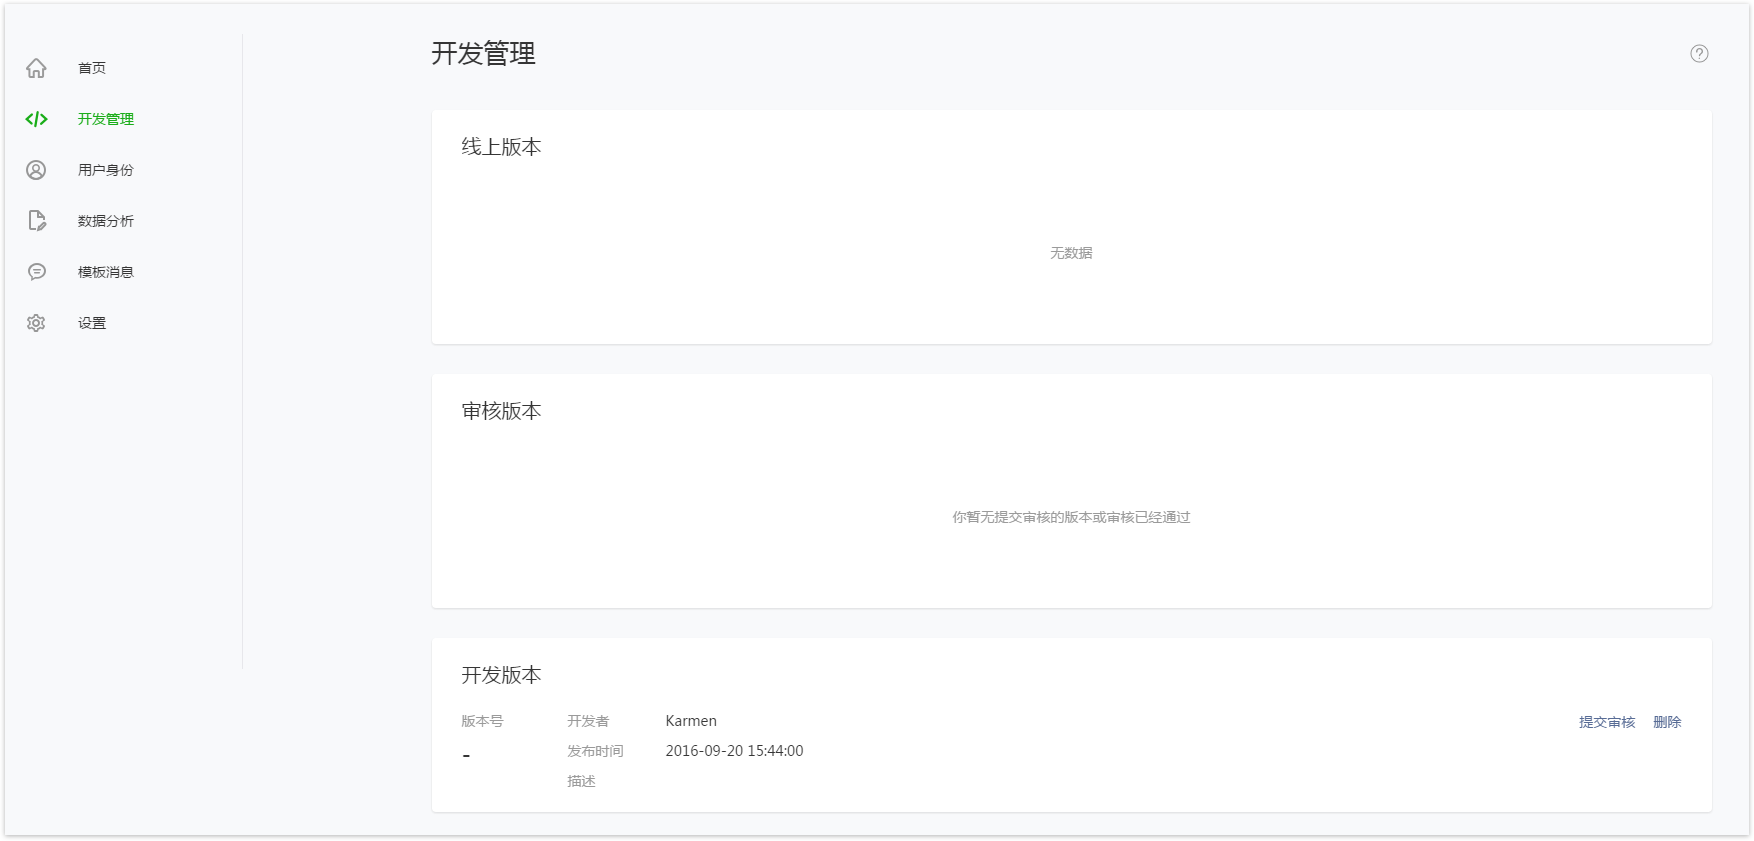 首页
开发管理
用户身份
数据分析
模板消息
设置
开发管理
线上版本
无数据
审核版本
你暂无提交审核的版本或审核已经通过
开发版本
版本号 开发者 Karmen 提交审核 删除
- 发布时间 2016-09-20 15:44:00
描述